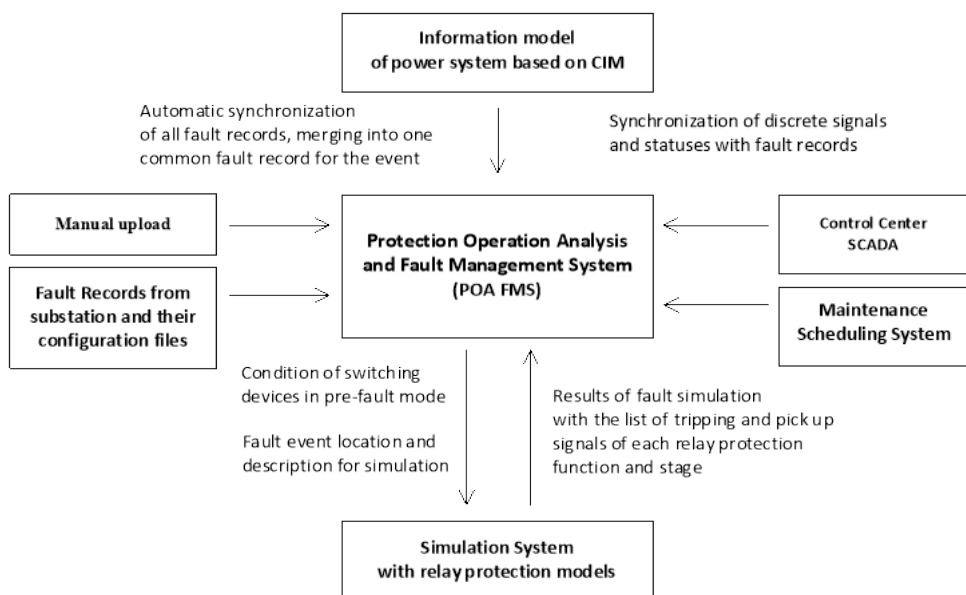 Information model
of power system based on CIM
Automatic synchronization
of all fault records, merging into one
common fault record for the event
Synchronization of discrete signals
and statuses with fault records
Manual upload
Fault Records from
substation and their
configuration files
Protection Operation Analysis
and Fault Management System
(POA FMS)
Control Center
SCADA
Maintenance
Scheduling System
Condition of switching
devices in pre-fault mode
Fault event location and
description for simulation
Results of fault simulation
with the list of tripping and pick up
signals of each relay protection
function and stage
Simulation System
with relay protection models